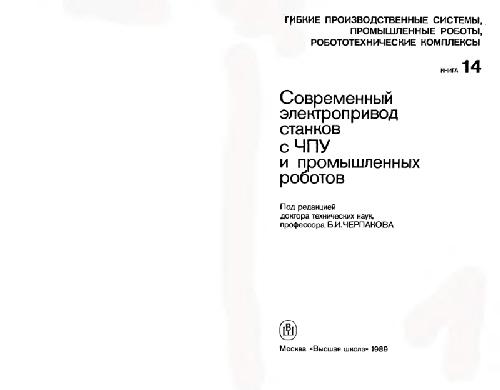 ГИБКИЕ ПРОИЗВОДСТВЕННЫЕ СИСТЕМЫ,
ПРОМЫШЛЕННЫЕ РОБОТЫ,
РОБОТОТЕХНИЧЕСКИЕ КОМПЛЕКСЫ
КНИГА 14
Современный
электропривод
станков
с ЧПУ
и промышленных
роботов
Под редакцией
доктора технических наук,
профессора Б.И.ЧЕРПАКОВА
Москва «Высшая школа» 1989